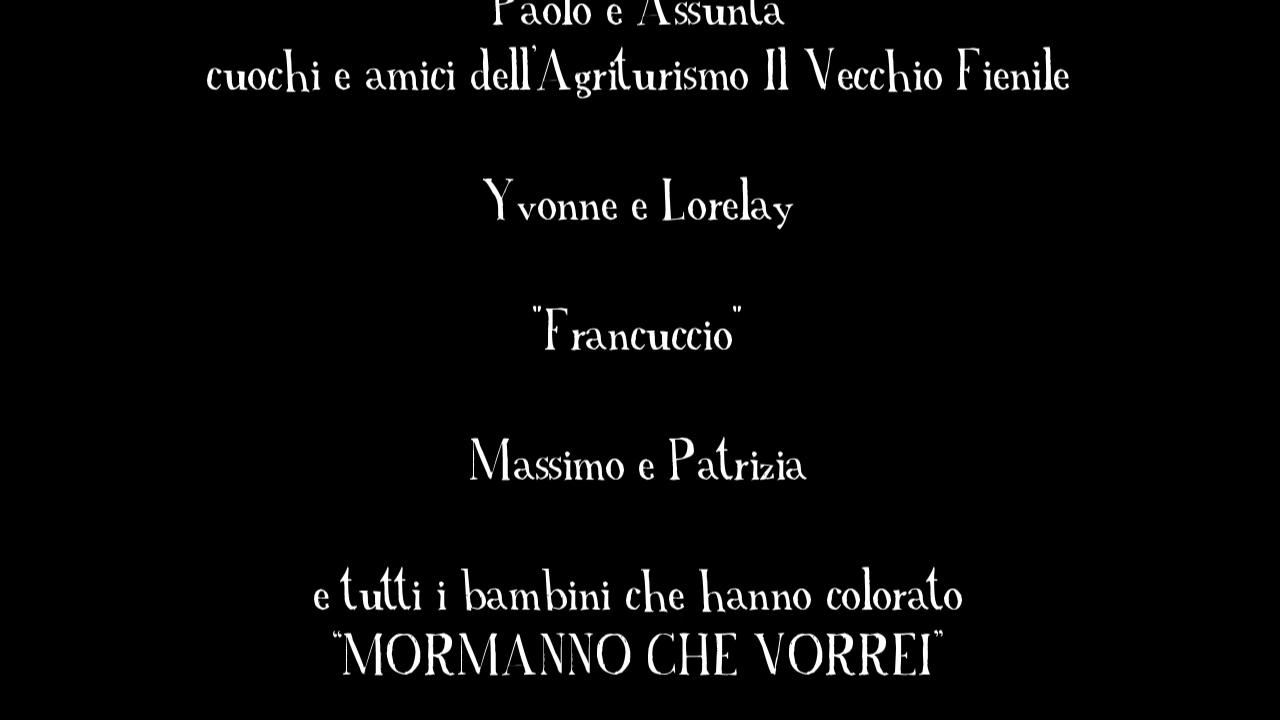 Paolo e Assunta
cuochi e amici dell'Agriturismo Il Vecchio Fienile
Yvonne e Lorelay
"Francuccio"
Massimo e Patrizia
e tutti i bambini che hanno colorato
“MORMANNO CHE VORREI”